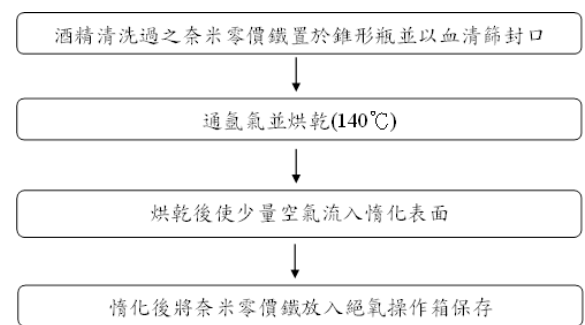 酒精清洗過之奈米零價鐵置於錐形瓶並以血清篩封口
通氬氣並烘乾(140℃)
烘乾後使少量空氣流入惰化表面
惰化後將奈米零價鐵放入絕氧操作箱保存